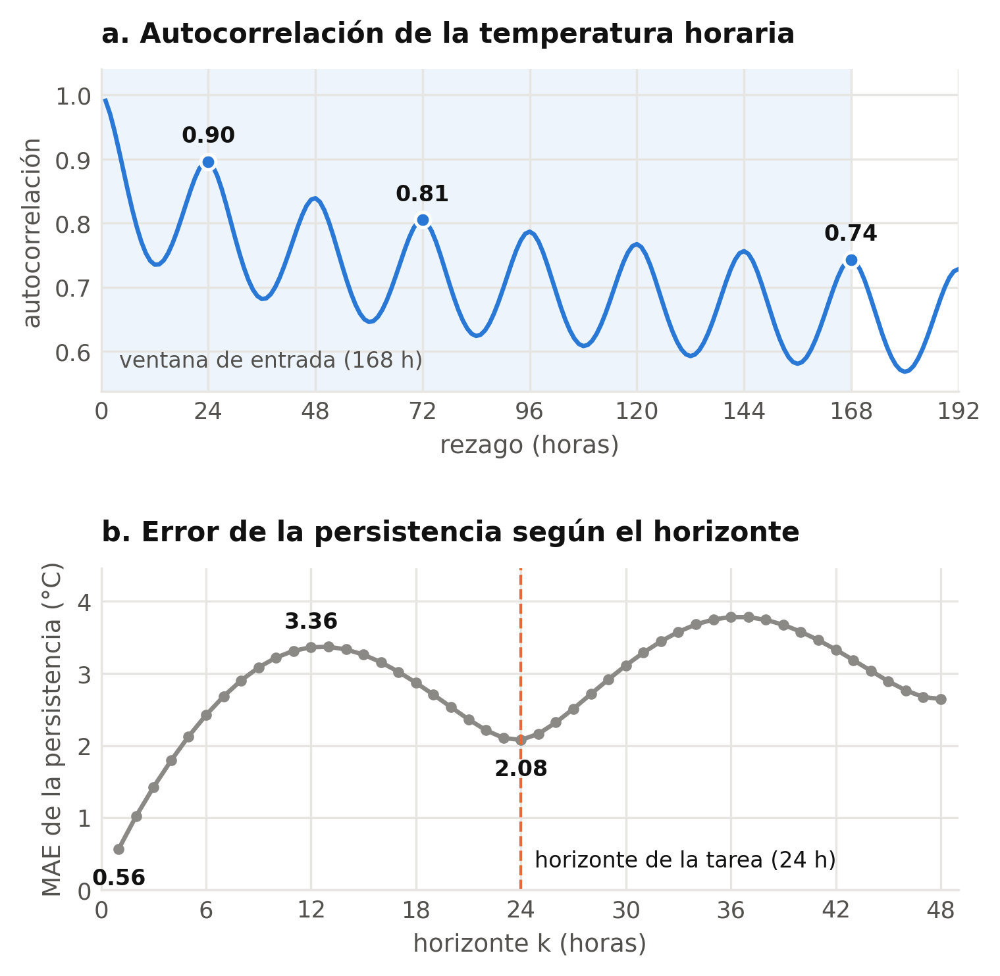 a. Autocorrelación de la temperatura horaria
autocorrelación
1.0
0.9
0.8
0.7
0.6
0.90
0.81
0.74
ventana de entrada (168 h)
0 24 48 72 96 120 144 168 192
rezago (horas)
b. Error de la persistencia según el horizonte
MAE de la persistencia (°C)
4
3
2
1
0
3.36
2.08
0.56
horizonte de la tarea (24 h)
0 6 12 18 24 30 36 42 48
horizonte k (horas)